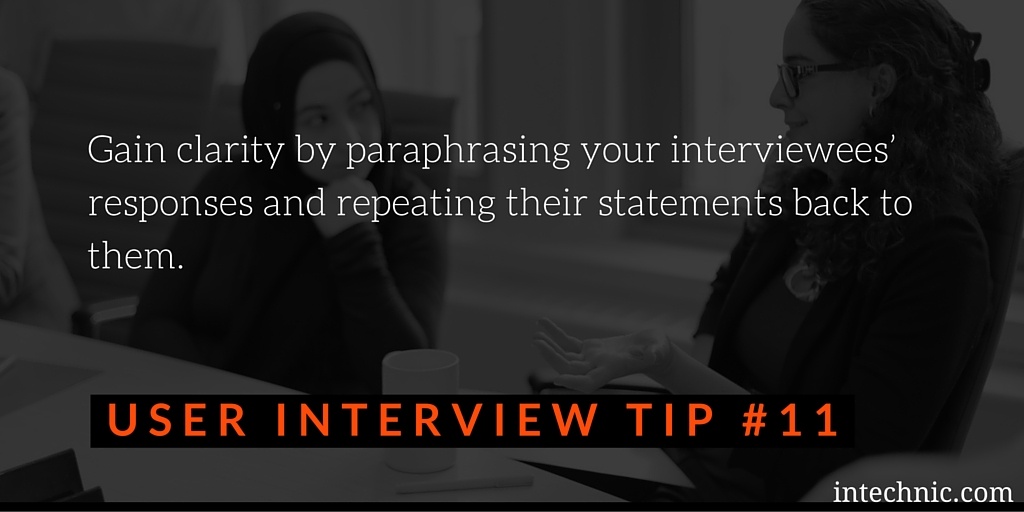 Gain clarity by paraphrasing your interviewees’
responses and repeating their statements back to
them.
USER INTERVIEW TIP #11
intechnic.com